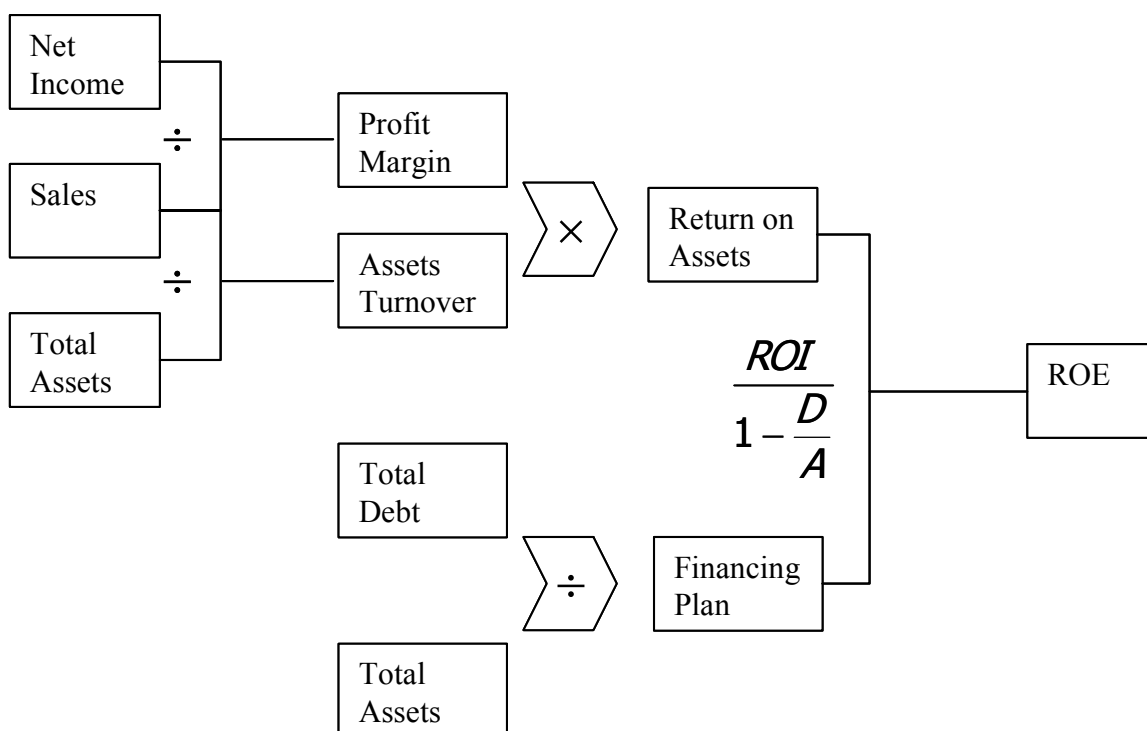 Net
Income
÷
Sales
÷
Total
Assets
Profit
Margin
Assets
Turnover
×
Return on
Assets
ROI
1 − D
A
ROE
Total
Debt
÷
Total
Assets
Financing
Plan